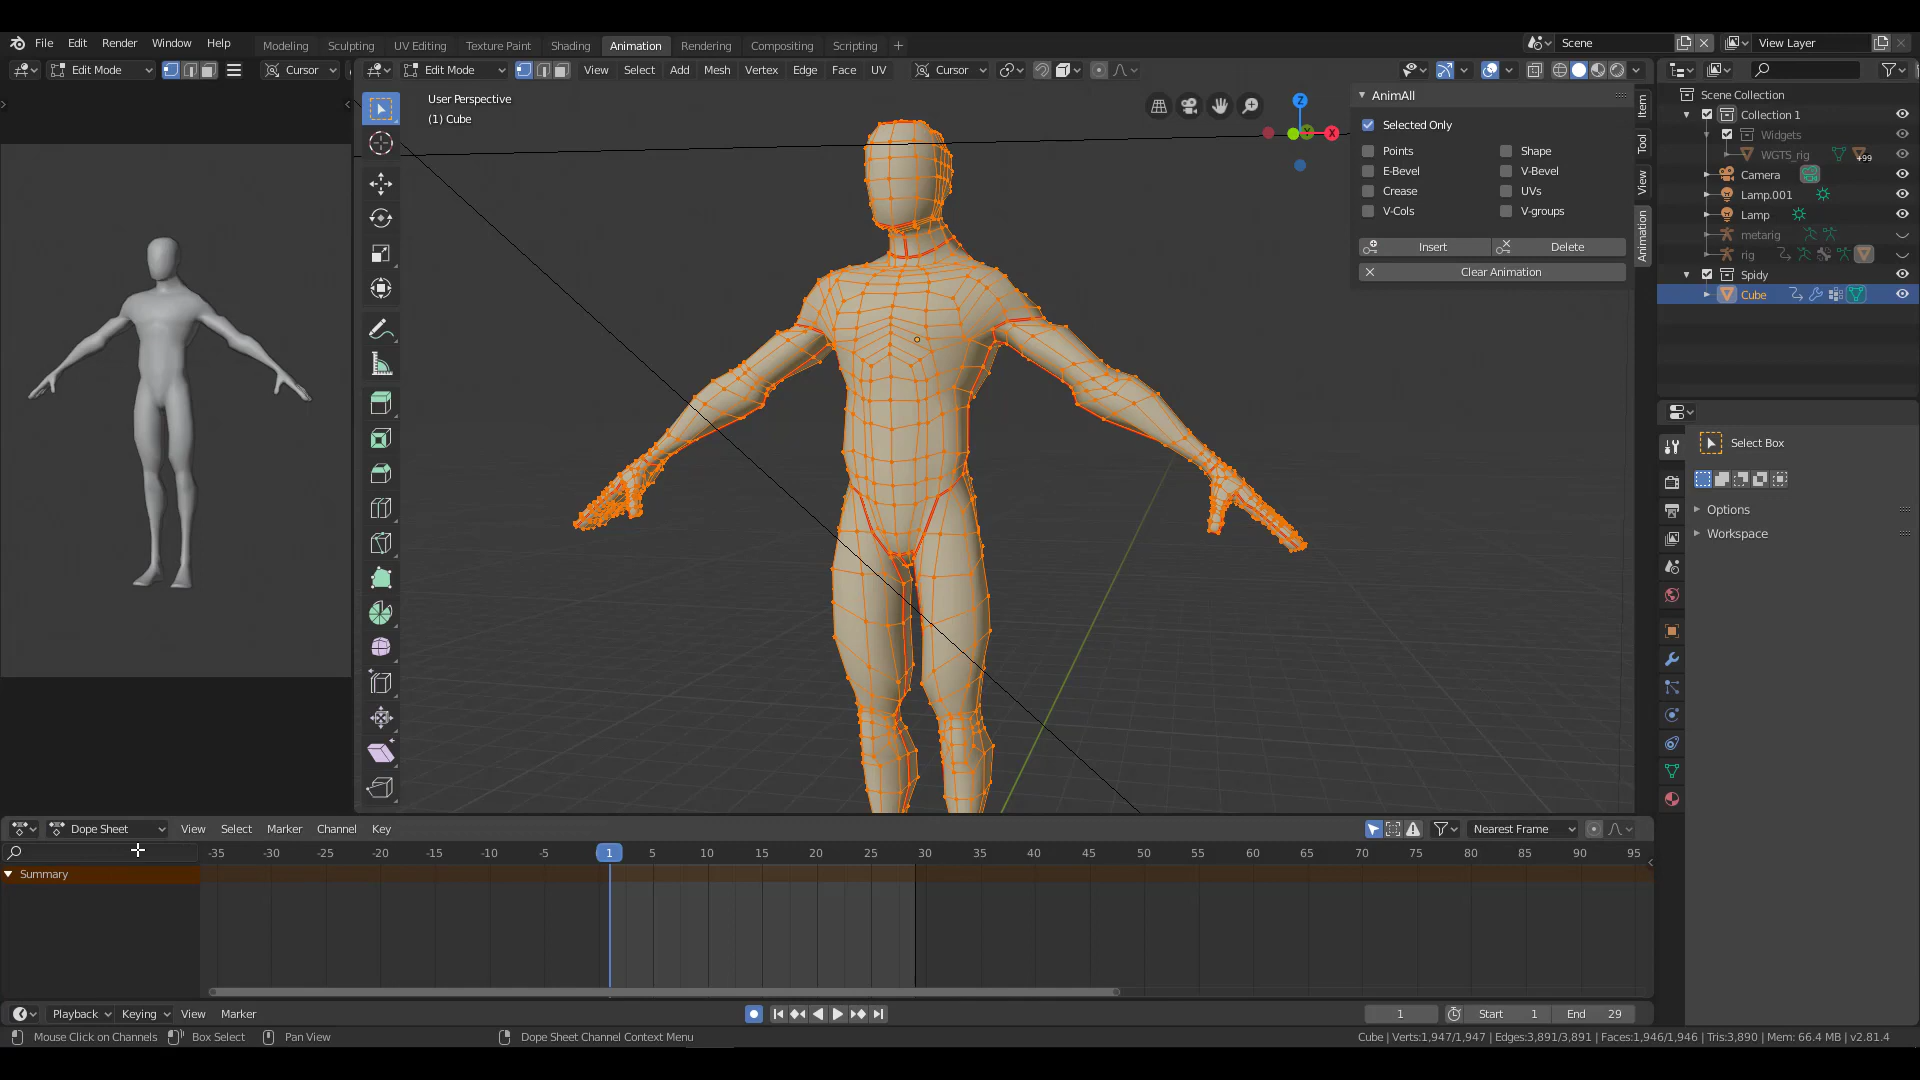 File Edit Render Window Help
Modeling Sculpting UV Editing Texture Paint Shading Animation Rendering Compositing Scripting +
Scene View Layer
Edit Mode Cursor
Edit Mode View Select Add Mesh Vertex Edge Face UV Cursor
User Perspective
(1) Cube
Z
Y
X
AnimAll
Selected Only
Points Shape
E-Bevel V-Bevel
Crease UVs
V-Cols V-groups
Insert Delete
Clear Animation
Item
Tool
View
Animation
Scene Collection
Collection 1
Widgets
WGTS_rig +99
Camera
Lamp.001
Lamp
metarig
rig
Spidy
Cube
Select Box
Options
Workspace
Dope Sheet View Select Marker Channel Key Nearest Frame
-35 -30 -25 -20 -15 -10 -5 1 5 10 15 20 25 30 35 40 45 50 55 60 65 70 75 80 85 90 95
Summary
Playback Keying View Marker 1 Start 1 End 29
Mouse Click on Channels Box Select Pan View Dope Sheet Channel Context Menu Cube | Verts:1,947/1,947 | Edges:3,891/3,891 | Faces:1,946/1,946 | Tris:3,890 | Mem: 66.4 MB | v2.81.4